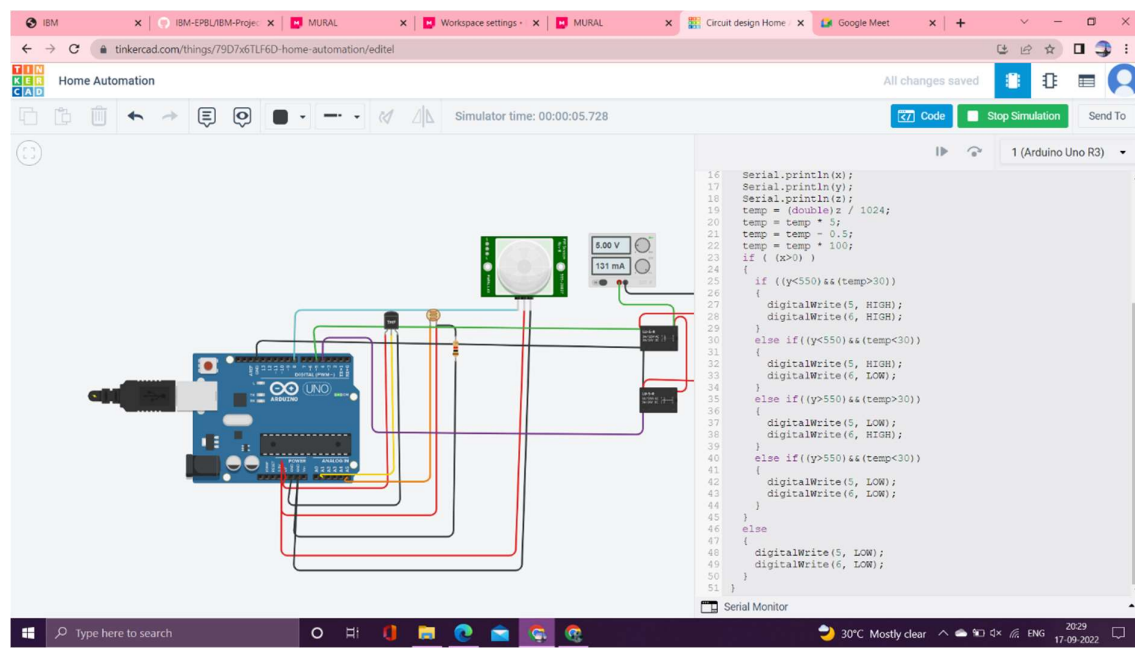 IBM
IBM-EPBL/IBM-Projec
MURAL
Workspace settings -
MURAL
Circuit design Home
Google Meet
tinkercad.com/things/79D7x6TLF6D-home-automation/editel
TIN
KER
CAD
Home Automation
All changes saved
Simulator time: 00:00:05.728
Code
Stop Simulation
Send To
1 (Arduino Uno R3)
16 Serial.println(x);
17 Serial.println(y);
18 Serial.println(z);
19 temp = (double)z / 1024;
20 temp = temp * 5;
21 temp = temp - 0.5;
22 temp = temp * 100;
23 if ( (x>0) )
24 {
25 if ((y<550)&&(temp>30))
26 {
27 digitalWrite(5, HIGH);
28 digitalWrite(6, HIGH);
29 }
30 else if((y<550)&&(temp<30))
31 {
32 digitalWrite(5, HIGH);
33 digitalWrite(6, LOW);
34 }
35 else if((y>550)&&(temp>30))
36 {
37 digitalWrite(5, LOW);
38 digitalWrite(6, HIGH);
39 }
40 else if((y>550)&&(temp<30))
41 {
42 digitalWrite(5, LOW);
43 digitalWrite(6, LOW);
44 }
45 }
46 else
47 {
48 digitalWrite(5, LOW);
49 digitalWrite(6, LOW);
50 }
51 }
5.00 V
131 mA
TMP
DIGITAL (PWM~)
UNO
ARDUINO
POWER
ANALOG IN
Serial Monitor
Type here to search
30°C Mostly clear
ENG
20:29
17-09-2022